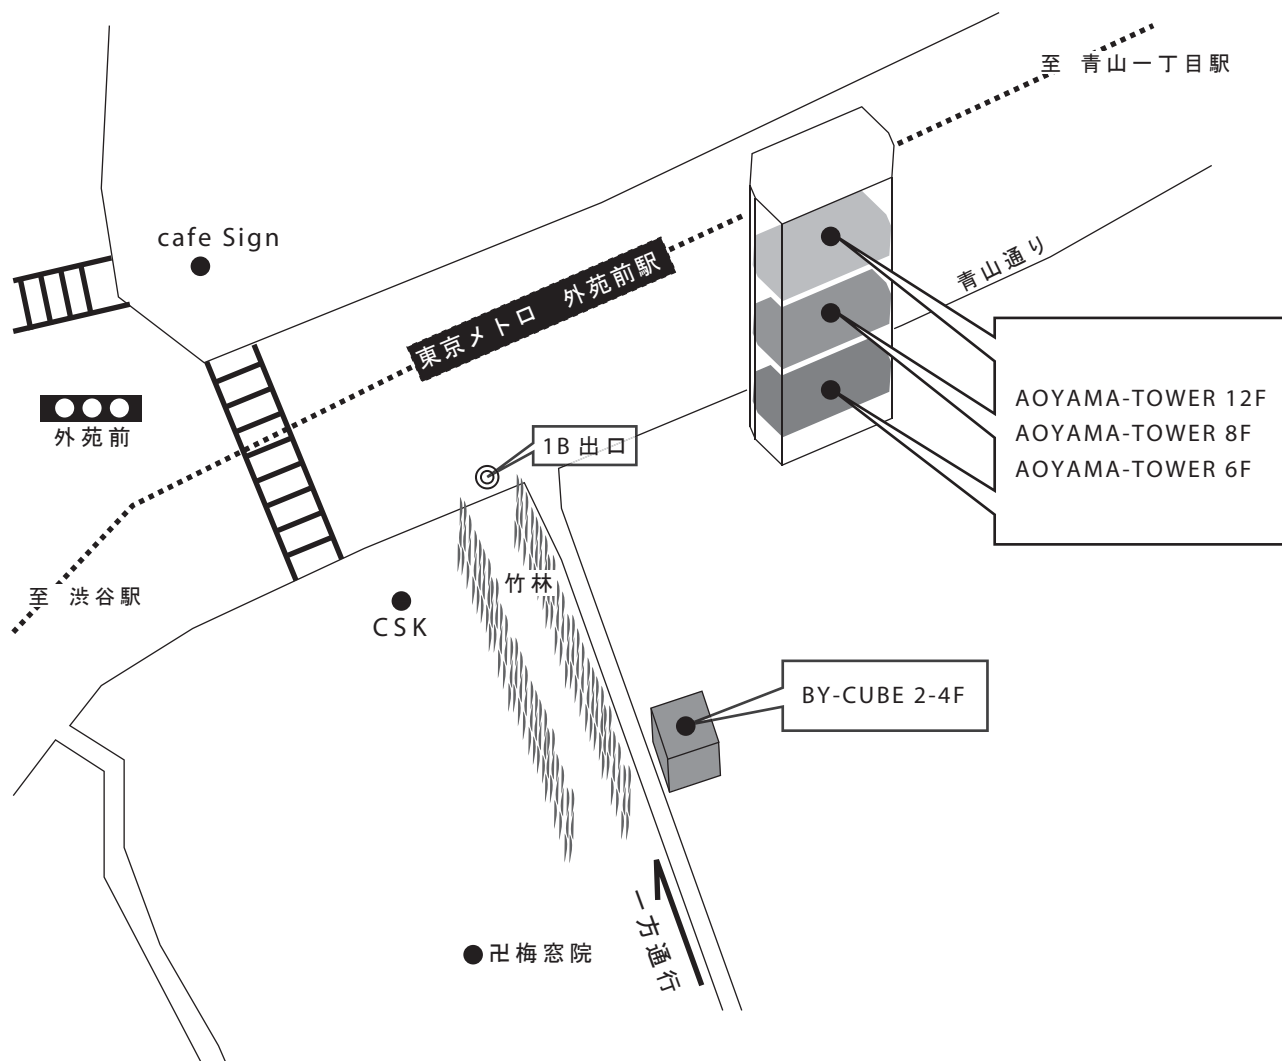 至 青山一丁目駅
cafe Sign
青山通り
東京メトロ 外苑前駅
AOYAMA-TOWER 12F
AOYAMA-TOWER 8F
AOYAMA-TOWER 6F
外苑前
1B 出口
至 渋谷駅
竹林
CSK
BY-CUBE 2-4F
一方通行
卍梅窓院